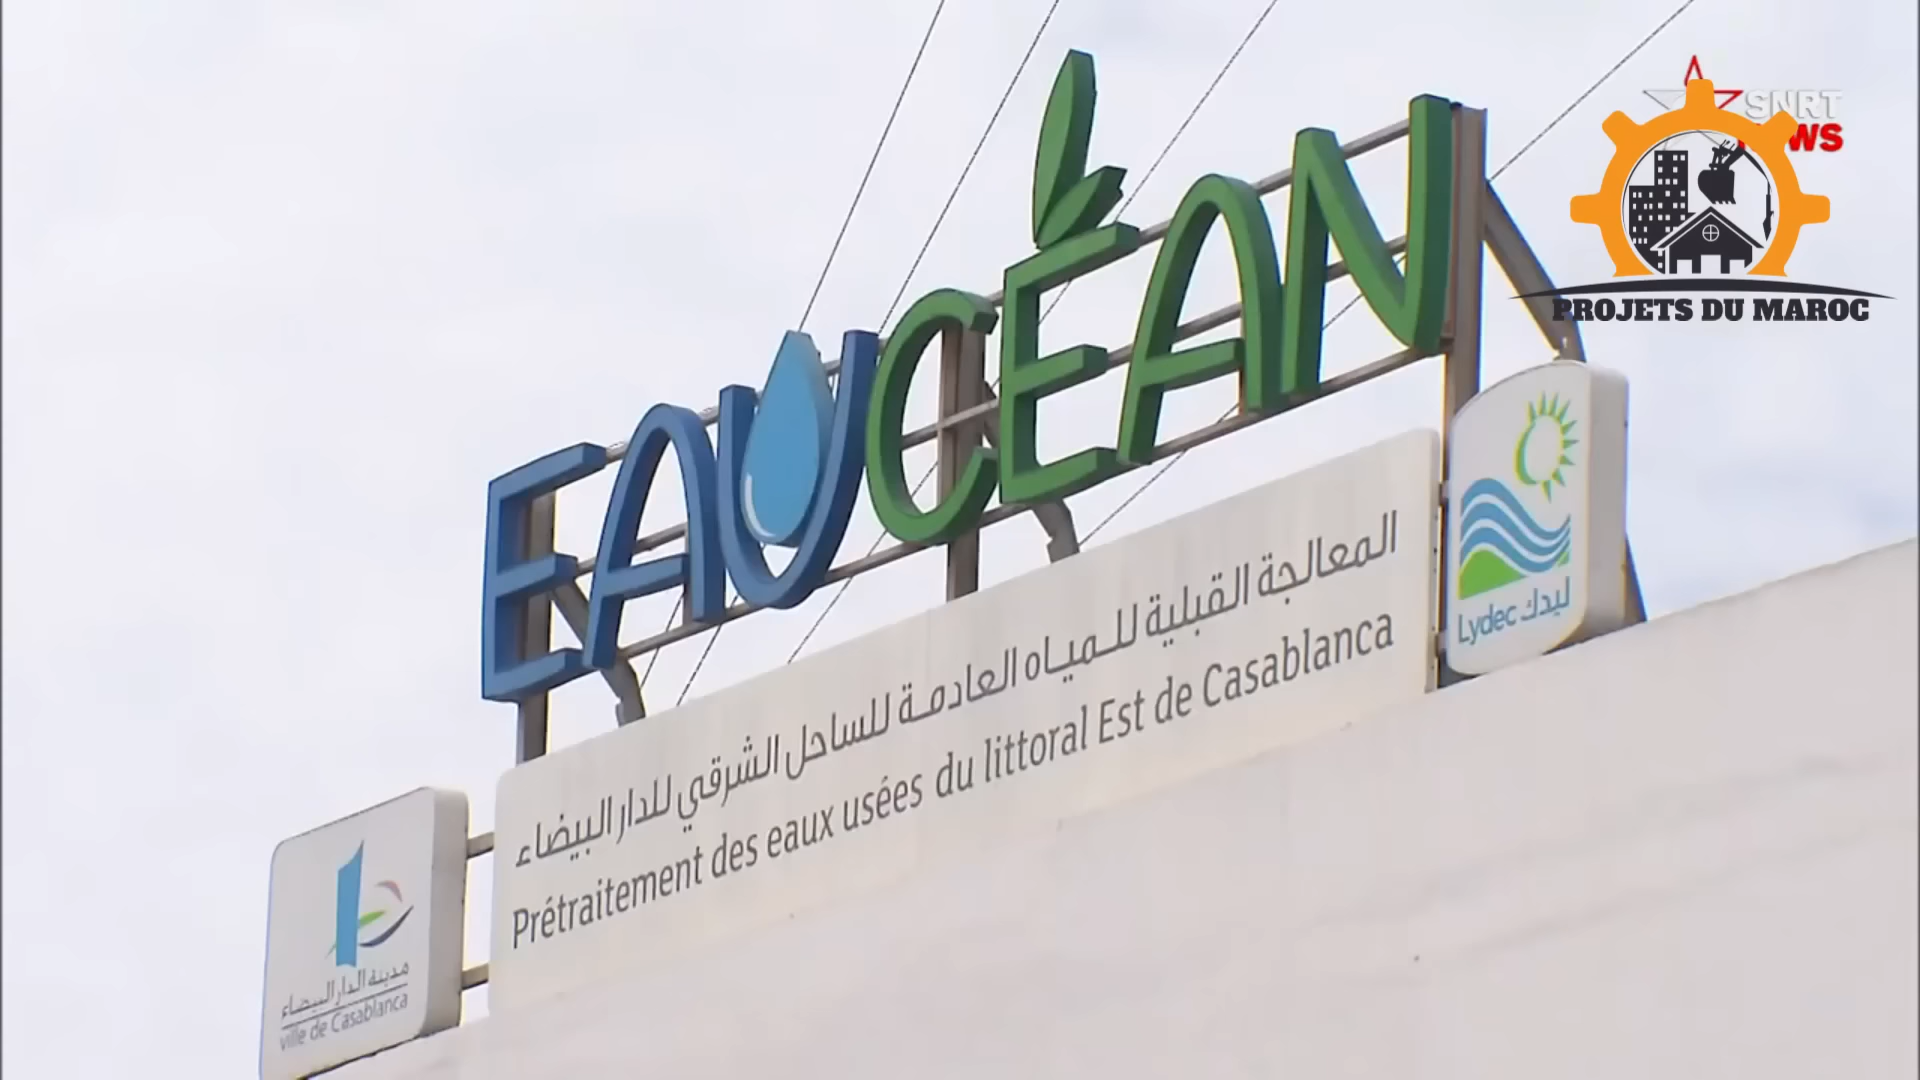 SNRT
NEWS
PROJETS DU MAROC
EAUCÉAN
المعالجة القبلية للمياه العادمة للساحل الشرقي للدار البيضاء
Prétraitement des eaux usées du littoral Est de Casablanca
Lydec ليدك
مدينة الدار البيضاء
ville de Casablanca